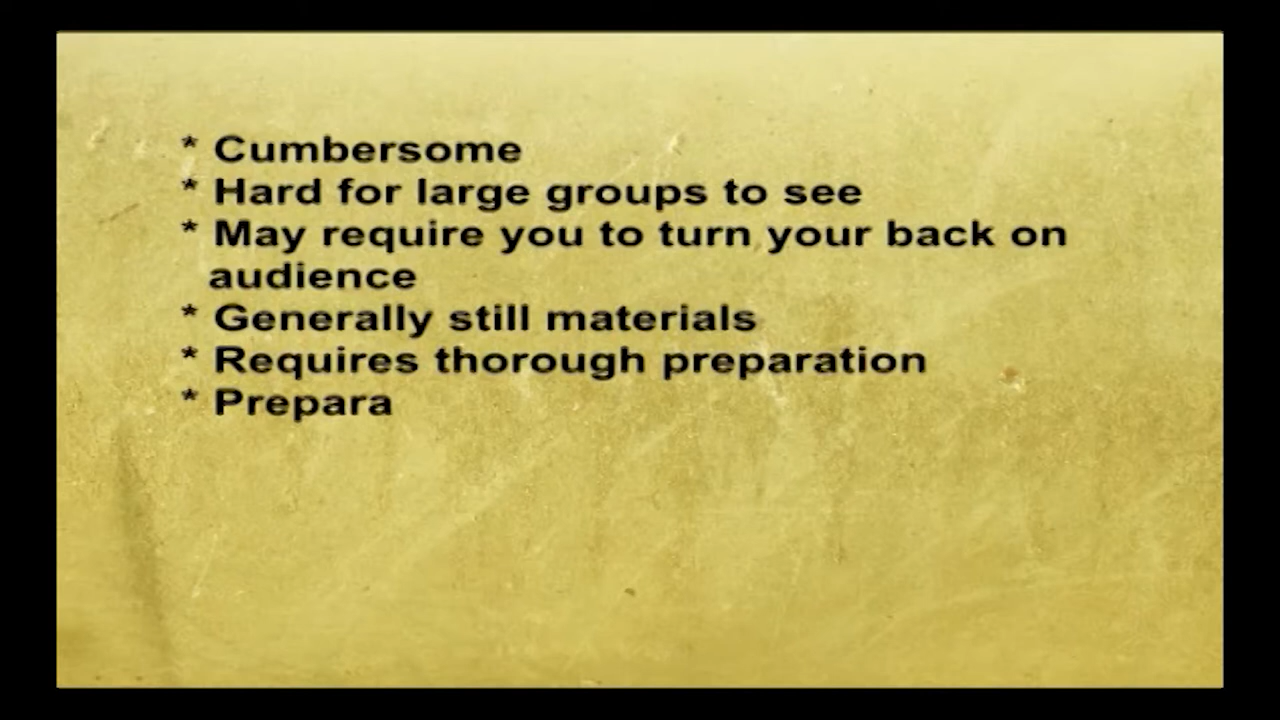 * Cumbersome
* Hard for large groups to see
* May require you to turn your back on
audience
* Generally still materials
* Requires thorough preparation
* Prepara